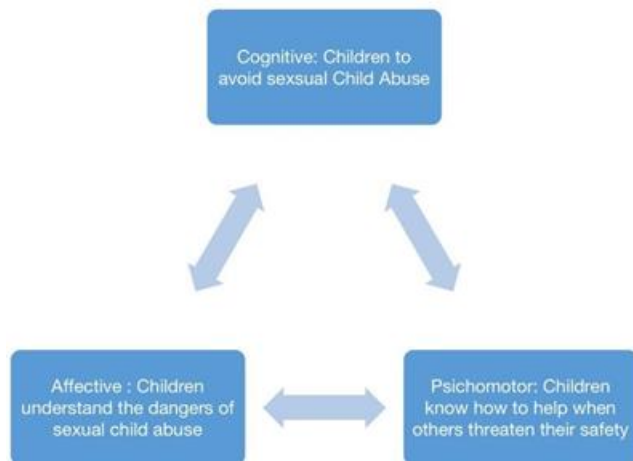 Cognitive: Children to
avoid sexsual Child Abuse
Affective : Children
understand the dangers of
sexual child abuse
Psichomotor: Children
know how to help when
others threaten their safety